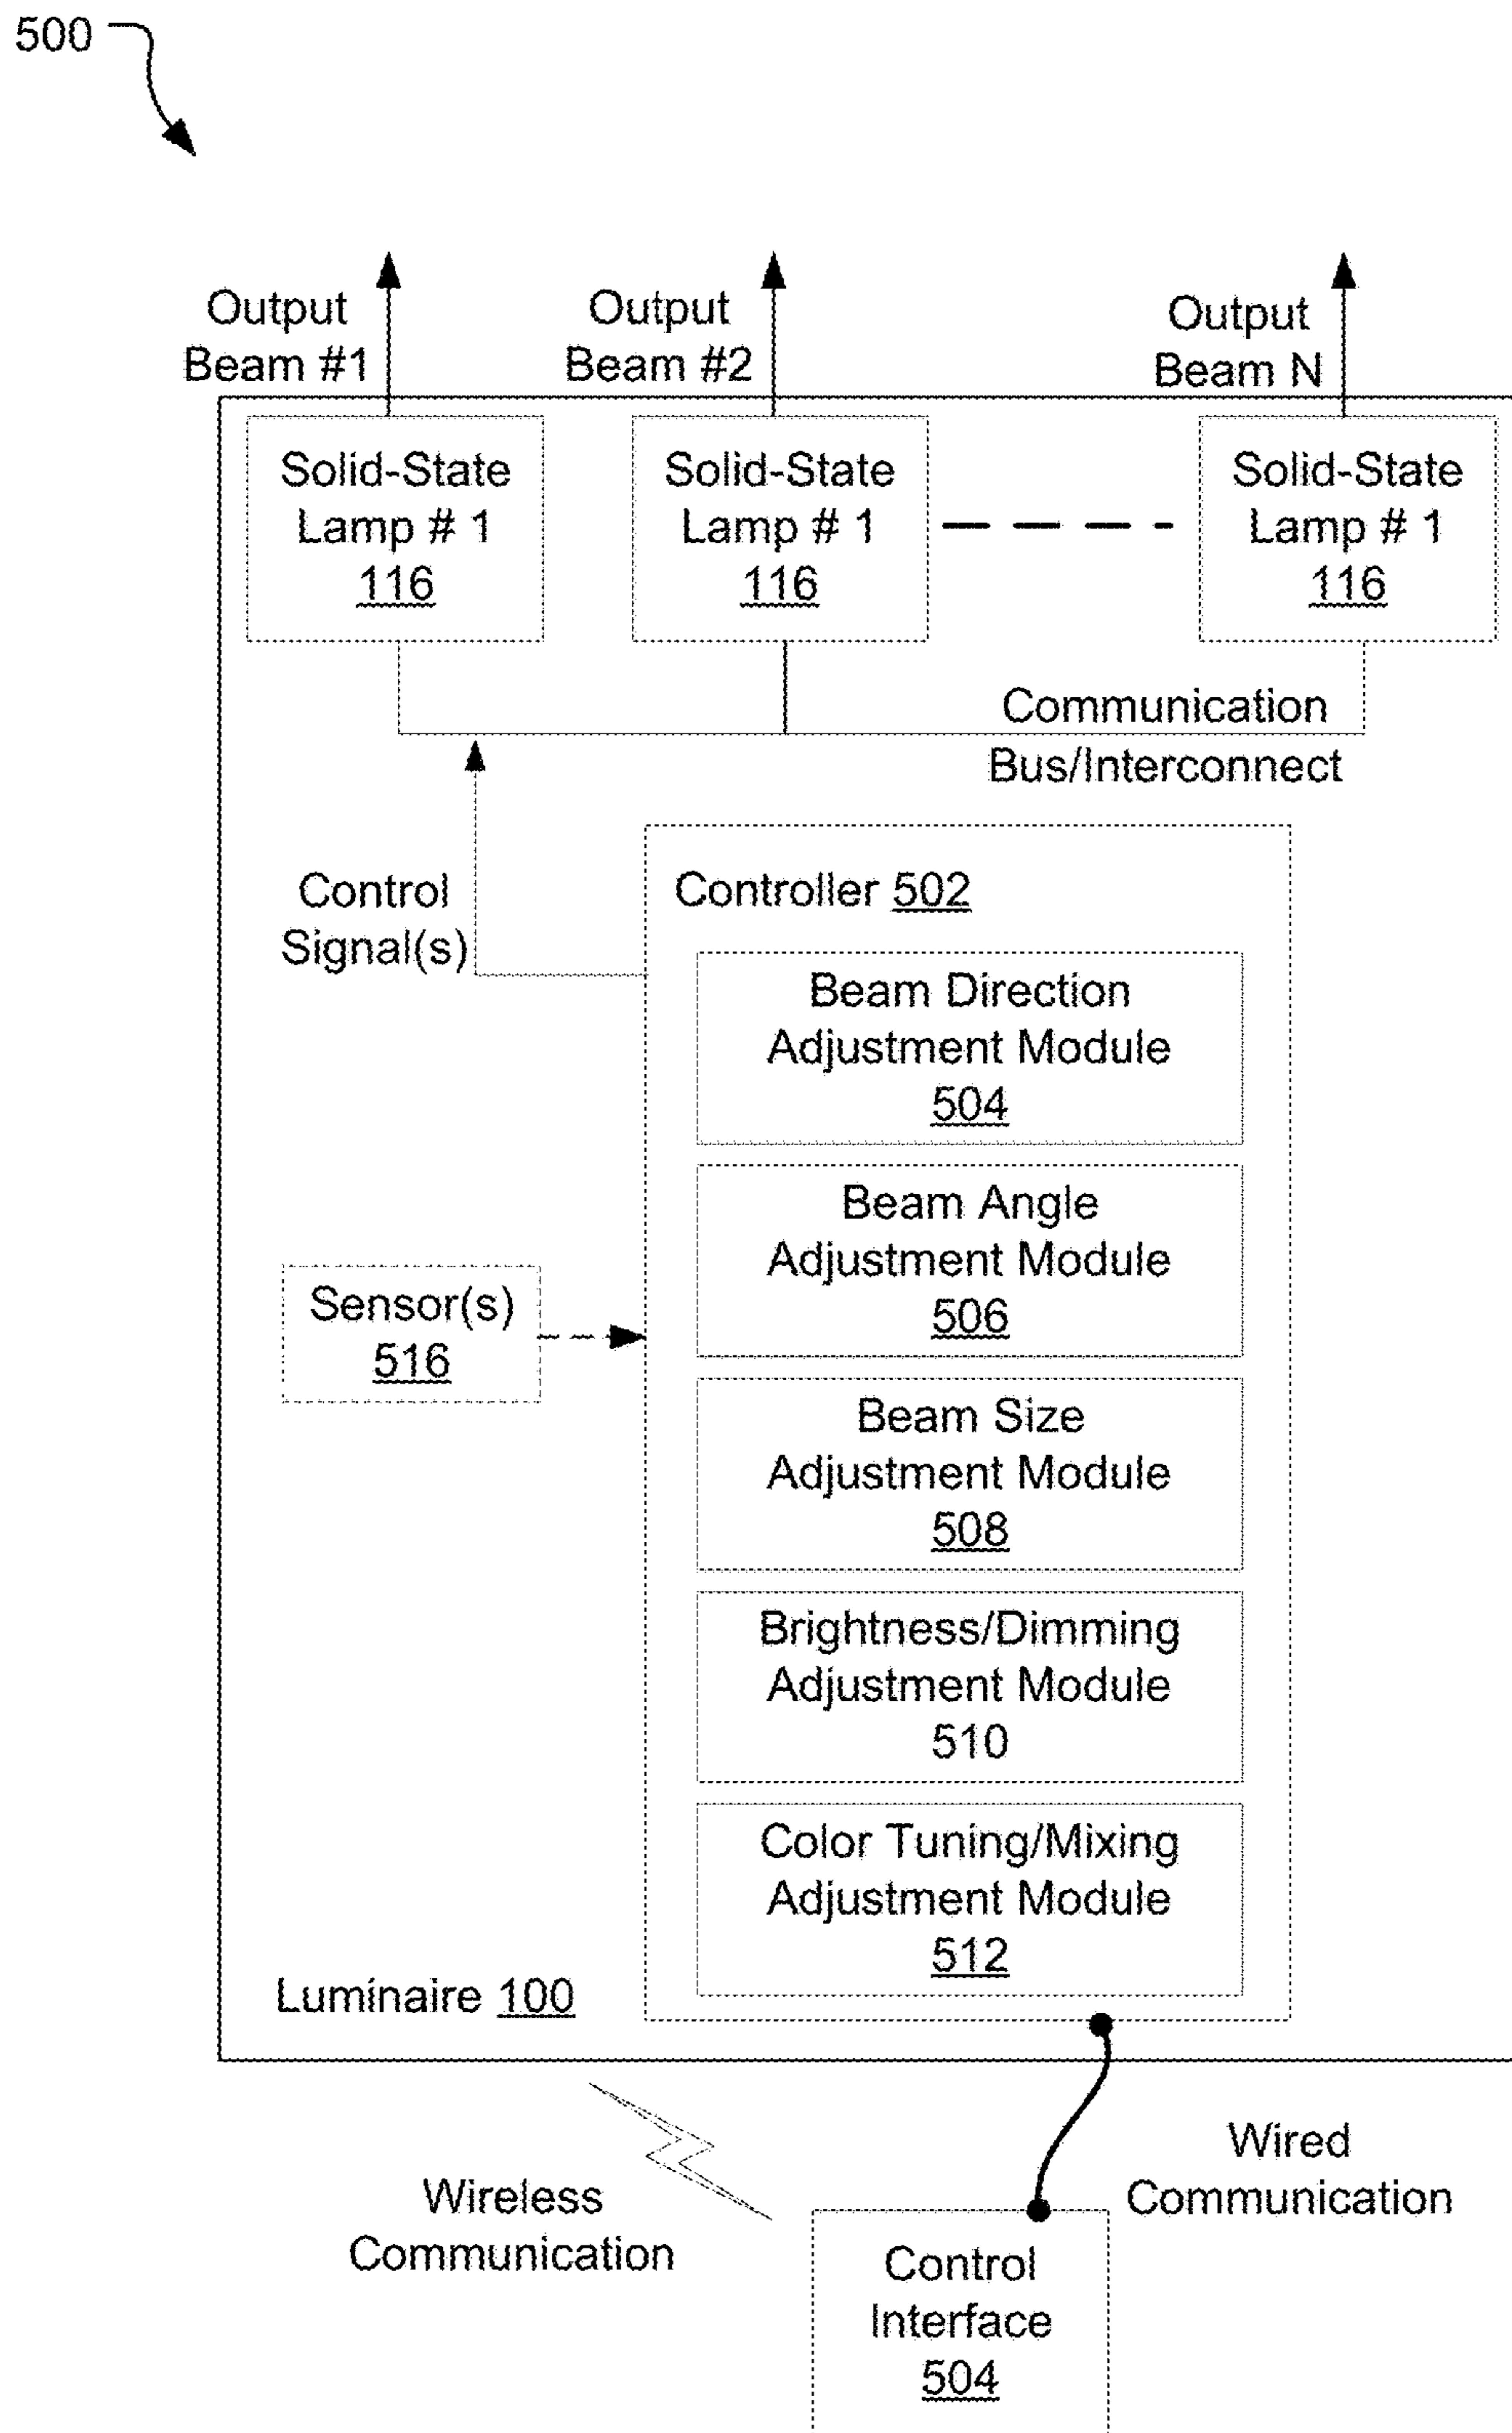 500
Output
Beam #1
Output
Beam #2
Output
Beam N
Solid-State
Lamp # 1
116
Solid-State
Lamp # 1
116
Solid-State
Lamp # 1
116
Communication
Bus/Interconnect
Control
Signal(s)
Controller 502
Beam Direction
Adjustment Module
504
Beam Angle
Adjustment Module
506
Sensor(s)
516
Beam Size
Adjustment Module
508
Brightness/Dimming
Adjustment Module
510
Color Tuning/Mixing
Adjustment Module
512
Luminaire 100
Wireless
Communication
Wired
Communication
Control
Interface
504